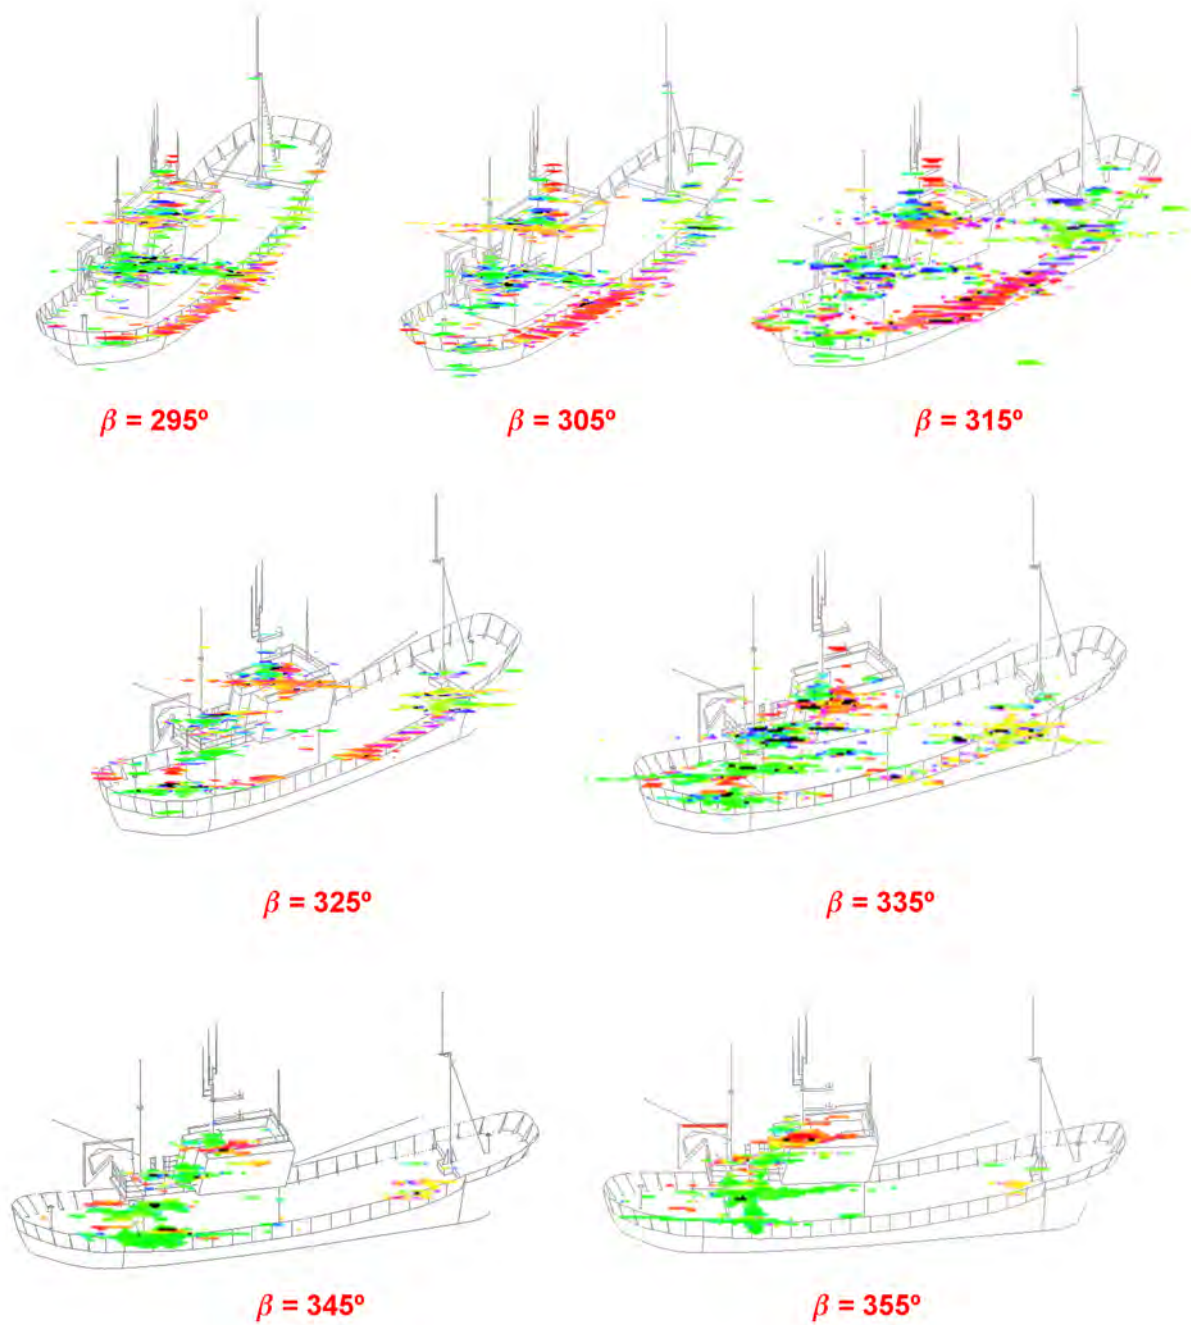 β = 295º
β = 305º
β = 315º
β = 325º
β = 335º
β = 345º
β = 355º